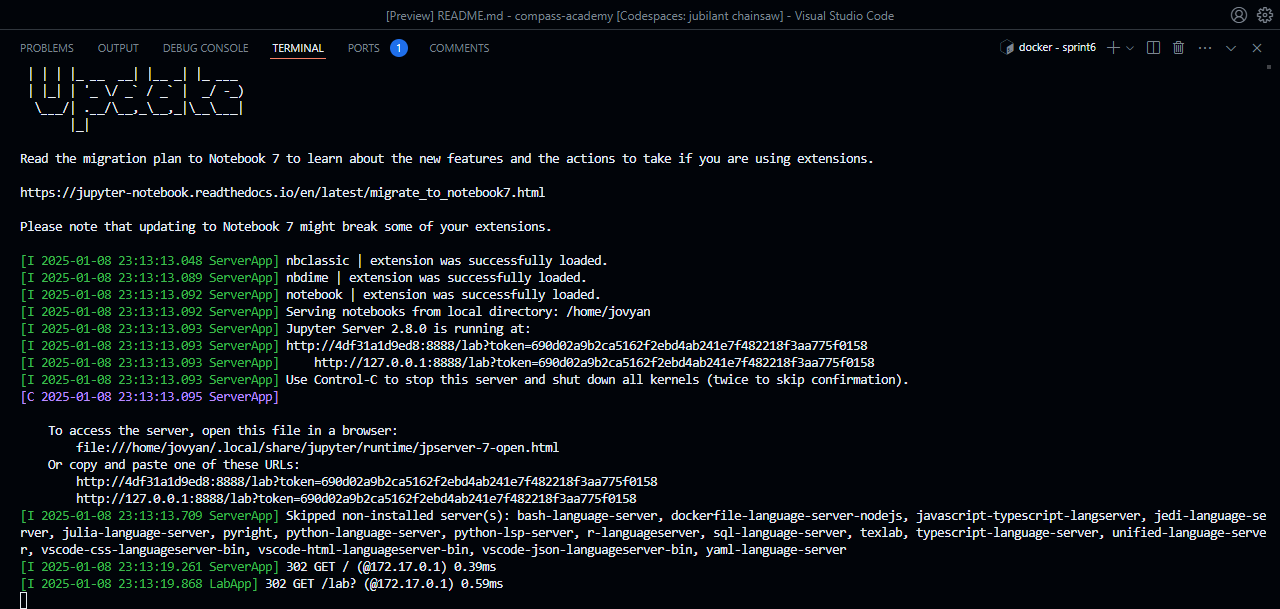 [Preview] README.md - compass-academy [Codespaces: jubilant chainsaw] - Visual Studio Code
PROBLEMS OUTPUT DEBUG CONSOLE TERMINAL PORTS 1 COMMENTS docker - sprint6
Update
Read the migration plan to Notebook 7 to learn about the new features and the actions to take if you are using extensions.
https://jupyter-notebook.readthedocs.io/en/latest/migrate_to_notebook7.html
Please note that updating to Notebook 7 might break some of your extensions.
[I 2025-01-08 23:13:13.048 ServerApp] nbclassic | extension was successfully loaded.
[I 2025-01-08 23:13:13.089 ServerApp] nbdime | extension was successfully loaded.
[I 2025-01-08 23:13:13.092 ServerApp] notebook | extension was successfully loaded.
[I 2025-01-08 23:13:13.092 ServerApp] Serving notebooks from local directory: /home/jovyan
[I 2025-01-08 23:13:13.093 ServerApp] Jupyter Server 2.8.0 is running at:
[I 2025-01-08 23:13:13.093 ServerApp] http://4df31a1d9ed8:8888/lab?token=690d02a9b2ca5162f2ebd4ab241e7f482218f3aa775f0158
[I 2025-01-08 23:13:13.093 ServerApp]     http://127.0.0.1:8888/lab?token=690d02a9b2ca5162f2ebd4ab241e7f482218f3aa775f0158
[I 2025-01-08 23:13:13.093 ServerApp] Use Control-C to stop this server and shut down all kernels (twice to skip confirmation).
[C 2025-01-08 23:13:13.095 ServerApp]
To access the server, open this file in a browser:
file:///home/jovyan/.local/share/jupyter/runtime/jpserver-7-open.html
Or copy and paste one of these URLs:
http://4df31a1d9ed8:8888/lab?token=690d02a9b2ca5162f2ebd4ab241e7f482218f3aa775f0158
http://127.0.0.1:8888/lab?token=690d02a9b2ca5162f2ebd4ab241e7f482218f3aa775f0158
[I 2025-01-08 23:13:13.709 ServerApp] Skipped non-installed server(s): bash-language-server, dockerfile-language-server-nodejs, javascript-typescript-langserver, jedi-language-se
rver, julia-language-server, pyright, python-language-server, python-lsp-server, r-languageserver, sql-language-server, texlab, typescript-language-server, unified-language-serve
r, vscode-css-languageserver-bin, vscode-html-languageserver-bin, vscode-json-languageserver-bin, yaml-language-server
[I 2025-01-08 23:13:19.261 ServerApp] 302 GET / (@172.17.0.1) 0.39ms
[I 2025-01-08 23:13:19.868 LabApp] 302 GET /lab? (@172.17.0.1) 0.59ms